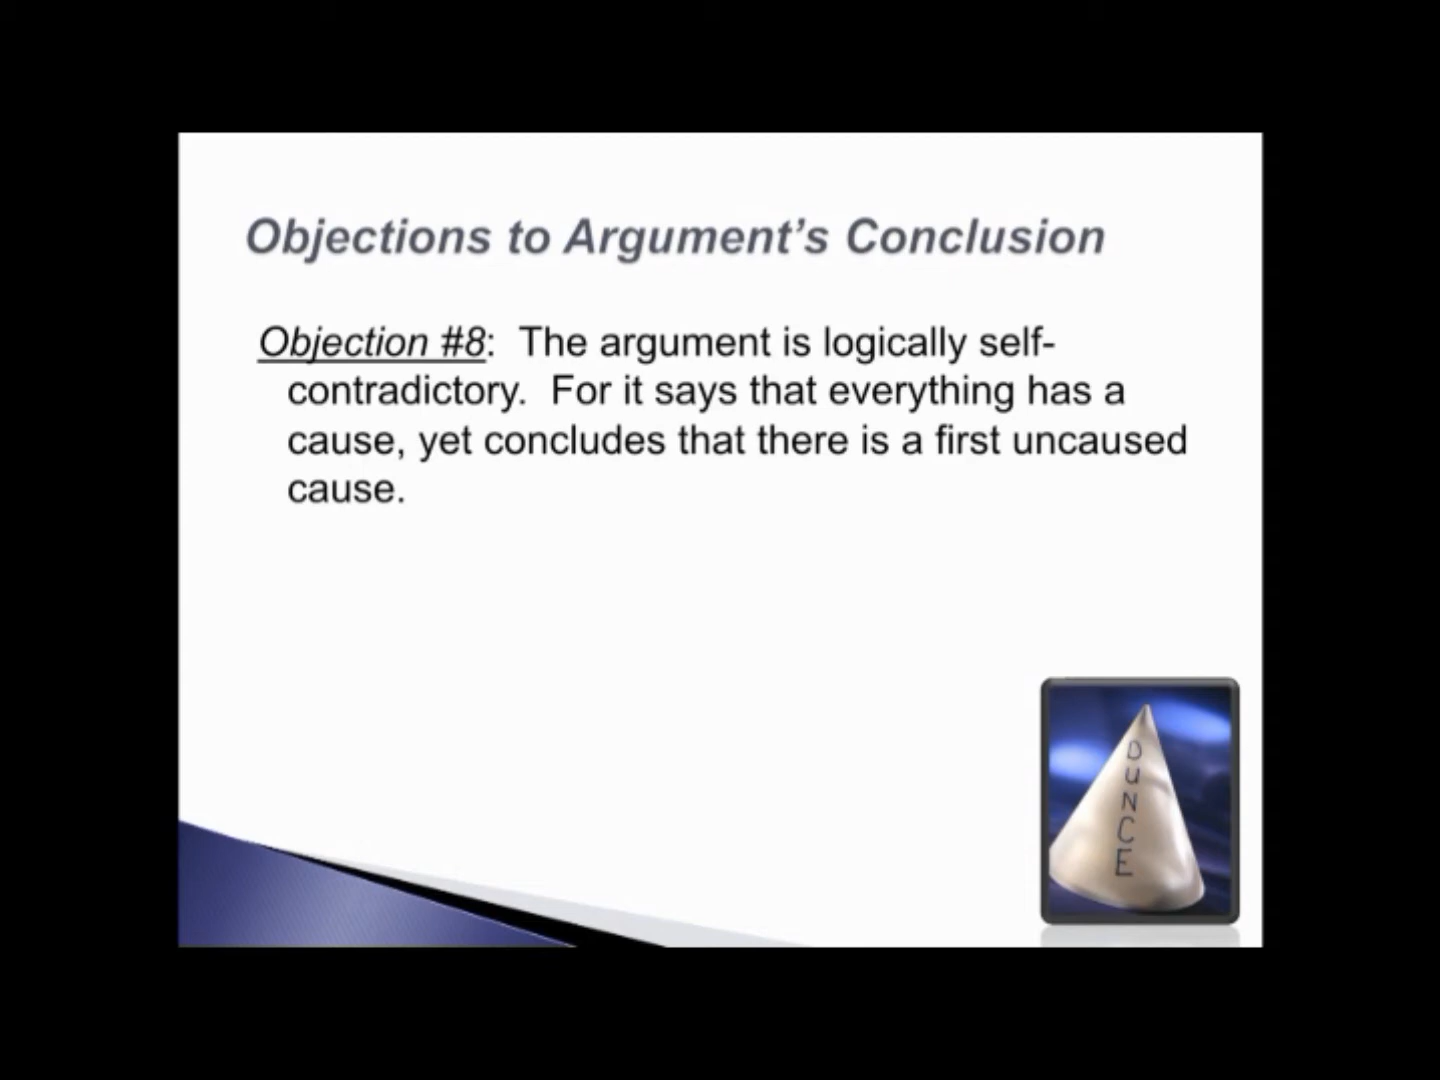 Objections to Argument’s Conclusion
Objection #8:  The argument is logically self-
contradictory.  For it says that everything has a
cause, yet concludes that there is a first uncaused
cause.
DUNCE